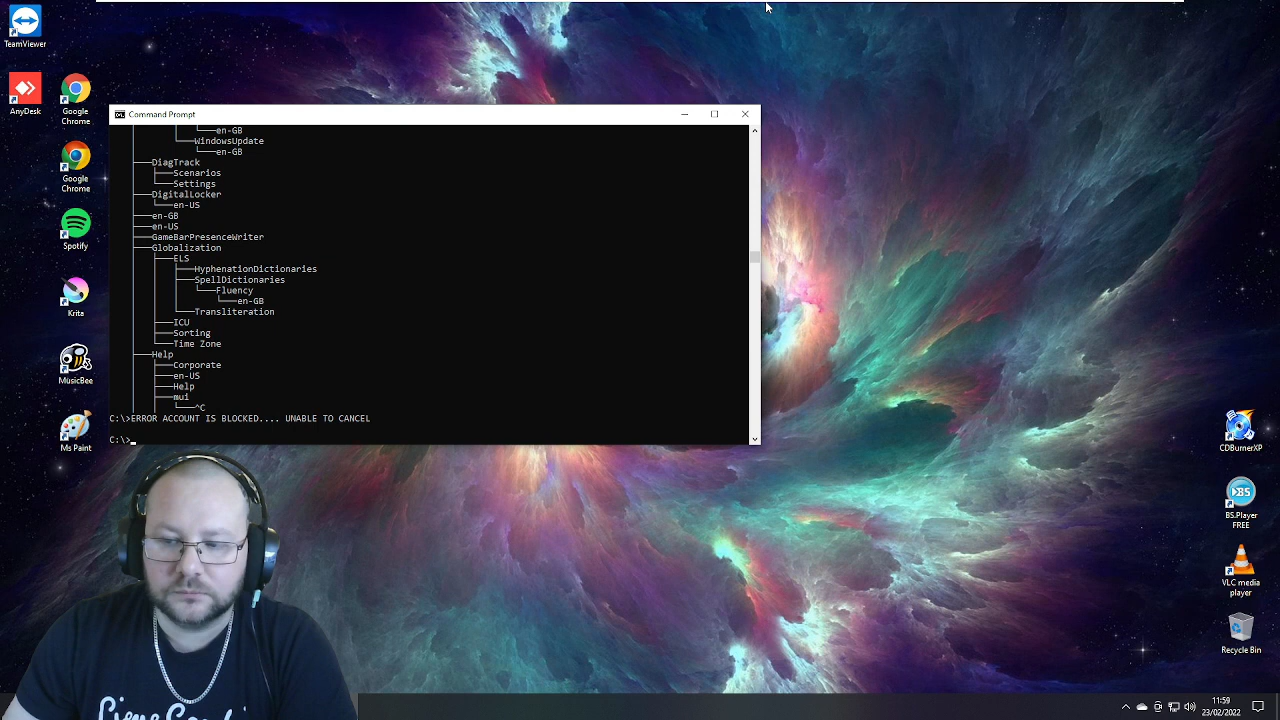 TeamViewer
AnyDesk
Google
Chrome
Google
Chrome
Spotify
Krita
MusicBee
Ms Paint
Command Prompt
en-GB
WindowsUpdate
en-GB
DiagTrack
Scenarios
Settings
DigitalLocker
en-US
en-GB
en-US
GameBarPresenceWriter
Globalization
ELS
HyphenationDictionaries
SpellDictionaries
Fluency
en-GB
Transliteration
ICU
Sorting
Time Zone
Help
Corporate
en-US
Help
mui
^C
C:\>ERROR ACCOUNT IS BLOCKED.... UNABLE TO CANCEL
C:\>
CDBurnerXP
BS
BS.Player
FREE
VLC media
player
Recycle Bin
11:59
23/02/2022